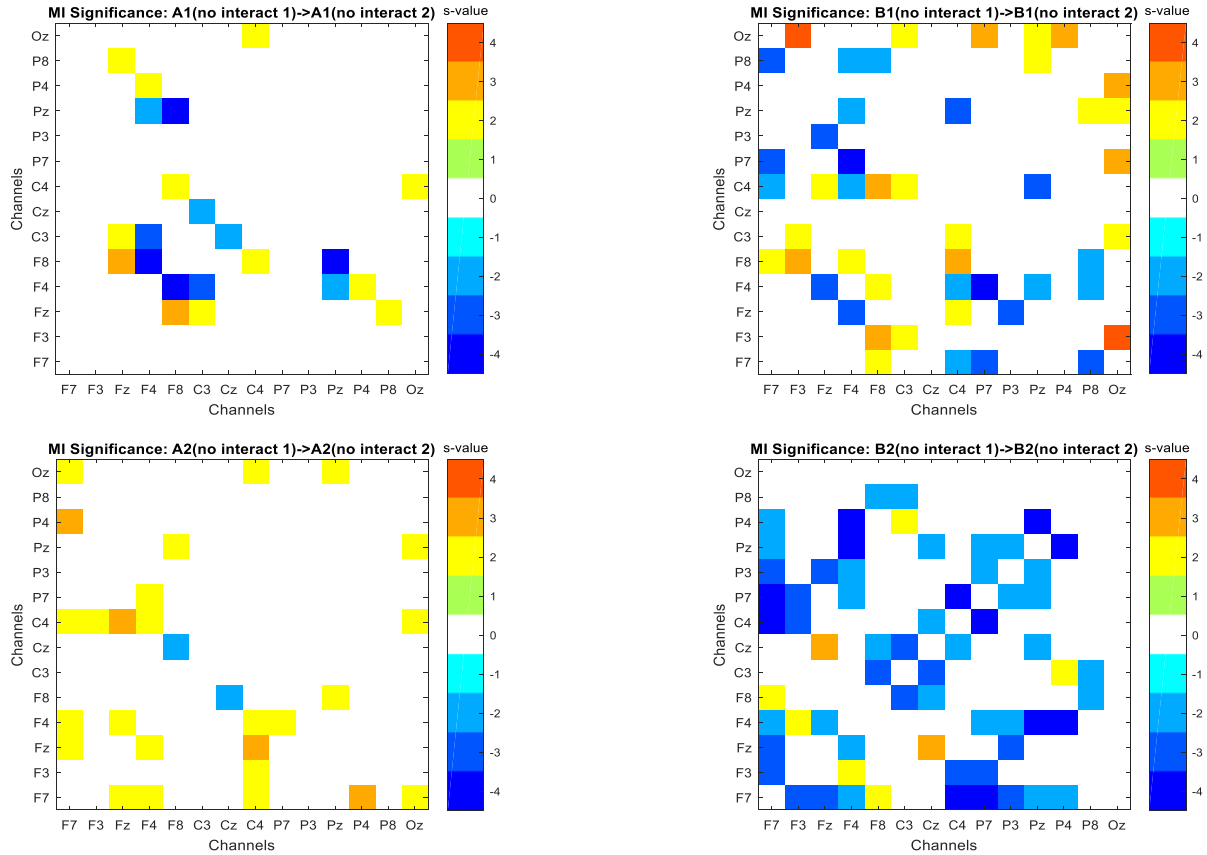 MI Significance: A1(no interact 1)->A1(no interact 2) s-value
Oz
P8
P4
Pz
P3
P7
C4
Cz
C3
F8
F4
Fz
F3
F7
Channels
F7 F3 Fz F4 F8 C3 Cz C4 P7 P3 Pz P4 P8 Oz
Channels
4
3
2
1
0
-1
-2
-3
-4
MI Significance: B1(no interact 1)->B1(no interact 2) s-value
Oz
P8
P4
Pz
P3
P7
C4
Cz
C3
F8
F4
Fz
F3
F7
Channels
F7 F3 Fz F4 F8 C3 Cz C4 P7 P3 Pz P4 P8 Oz
Channels
4
3
2
1
0
-1
-2
-3
-4
MI Significance: A2(no interact 1)->A2(no interact 2) s-value
Oz
P8
P4
Pz
P3
P7
C4
Cz
C3
F8
F4
Fz
F3
F7
Channels
F7 F3 Fz F4 F8 C3 Cz C4 P7 P3 Pz P4 P8 Oz
Channels
4
3
2
1
0
-1
-2
-3
-4
MI Significance: B2(no interact 1)->B2(no interact 2) s-value
Oz
P8
P4
Pz
P3
P7
C4
Cz
C3
F8
F4
Fz
F3
F7
Channels
F7 F3 Fz F4 F8 C3 Cz C4 P7 P3 Pz P4 P8 Oz
Channels
4
3
2
1
0
-1
-2
-3
-4